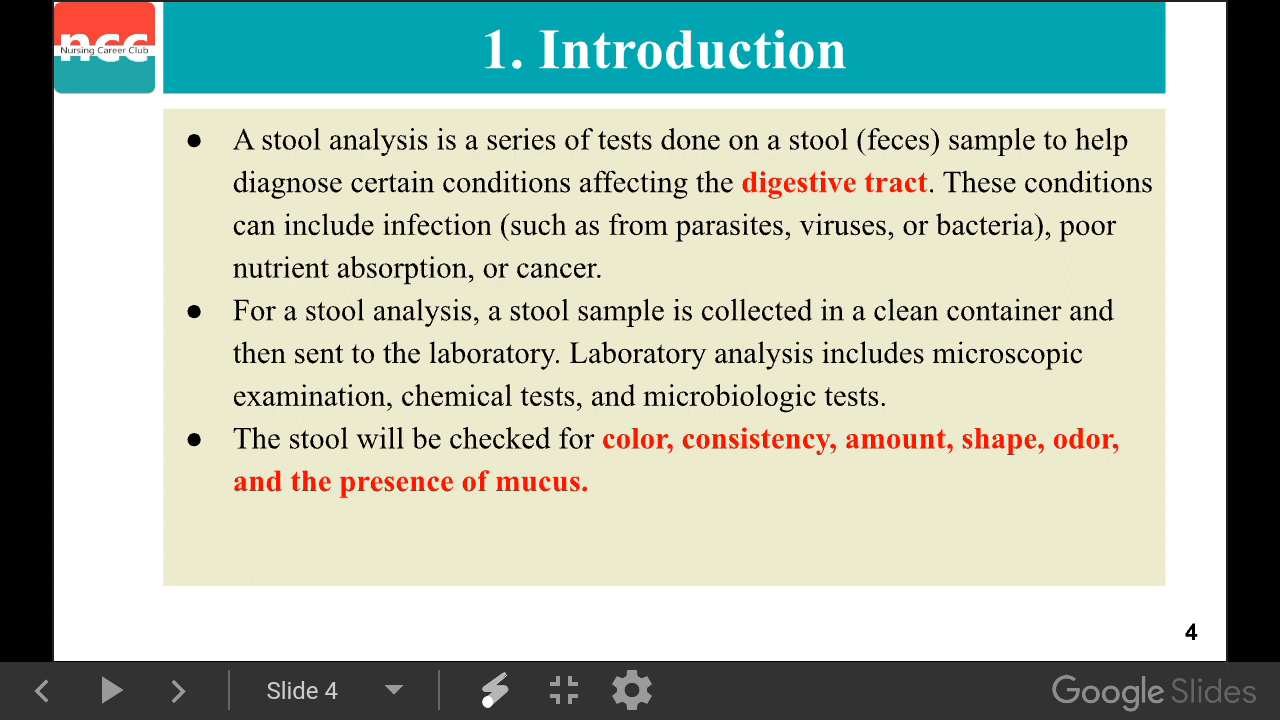 ncc
Nursing Career Club
1. Introduction
● A stool analysis is a series of tests done on a stool (feces) sample to help
diagnose certain conditions affecting the digestive tract. These conditions
can include infection (such as from parasites, viruses, or bacteria), poor
nutrient absorption, or cancer.
● For a stool analysis, a stool sample is collected in a clean container and
then sent to the laboratory. Laboratory analysis includes microscopic
examination, chemical tests, and microbiologic tests.
● The stool will be checked for color, consistency, amount, shape, odor,
and the presence of mucus.
4
Slide 4
Google Slides